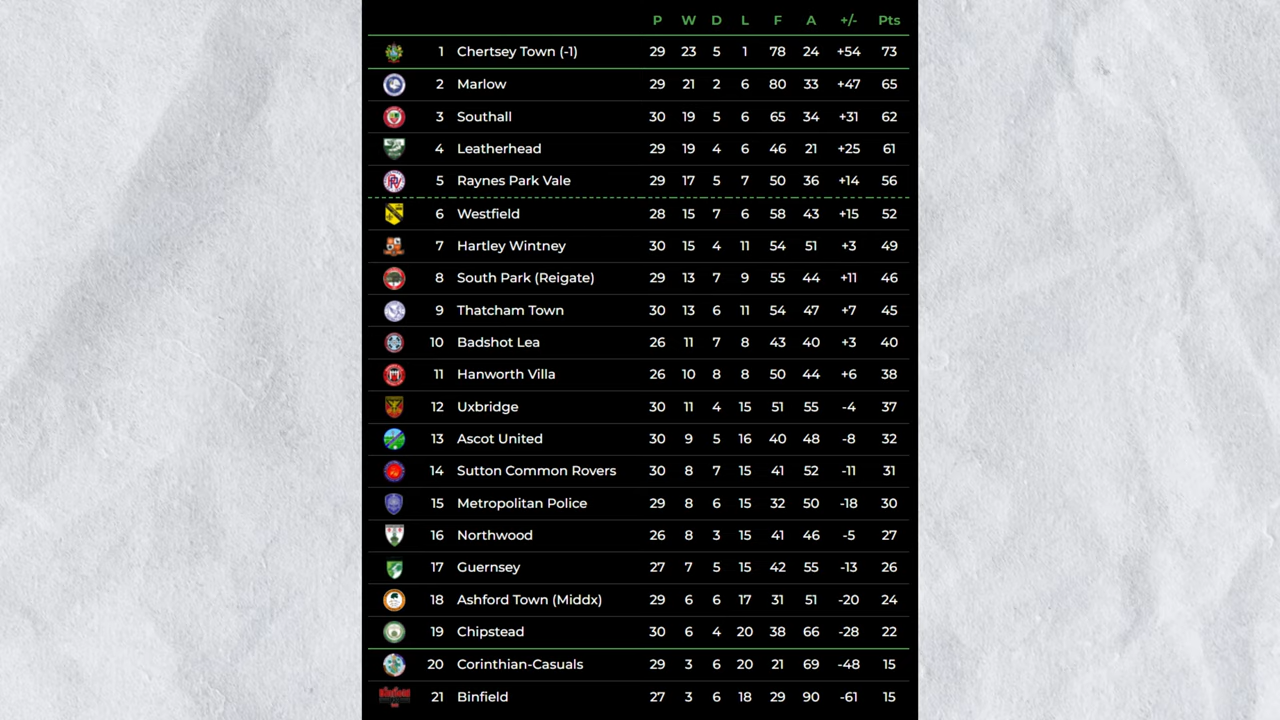 P W D L F A +/- Pts
1 Chertsey Town (-1) 29 23 5 1 78 24 +54 73
2 Marlow 29 21 2 6 80 33 +47 65
3 Southall 30 19 5 6 65 34 +31 62
4 Leatherhead 29 19 4 6 46 21 +25 61
5 Raynes Park Vale 29 17 5 7 50 36 +14 56
6 Westfield 28 15 7 6 58 43 +15 52
7 Hartley Wintney 30 15 4 11 54 51 +3 49
8 South Park (Reigate) 29 13 7 9 55 44 +11 46
9 Thatcham Town 30 13 6 11 54 47 +7 45
10 Badshot Lea 26 11 7 8 43 40 +3 40
11 Hanworth Villa 26 10 8 8 50 44 +6 38
12 Uxbridge 30 11 4 15 51 55 -4 37
13 Ascot United 30 9 5 16 40 48 -8 32
14 Sutton Common Rovers 30 8 7 15 41 52 -11 31
15 Metropolitan Police 29 8 6 15 32 50 -18 30
16 Northwood 26 8 3 15 41 46 -5 27
17 Guernsey 27 7 5 15 42 55 -13 26
18 Ashford Town (Middx) 29 6 6 17 31 51 -20 24
19 Chipstead 30 6 4 20 38 66 -28 22
20 Corinthian-Casuals 29 3 6 20 21 69 -48 15
21 Binfield 27 3 6 18 29 90 -61 15